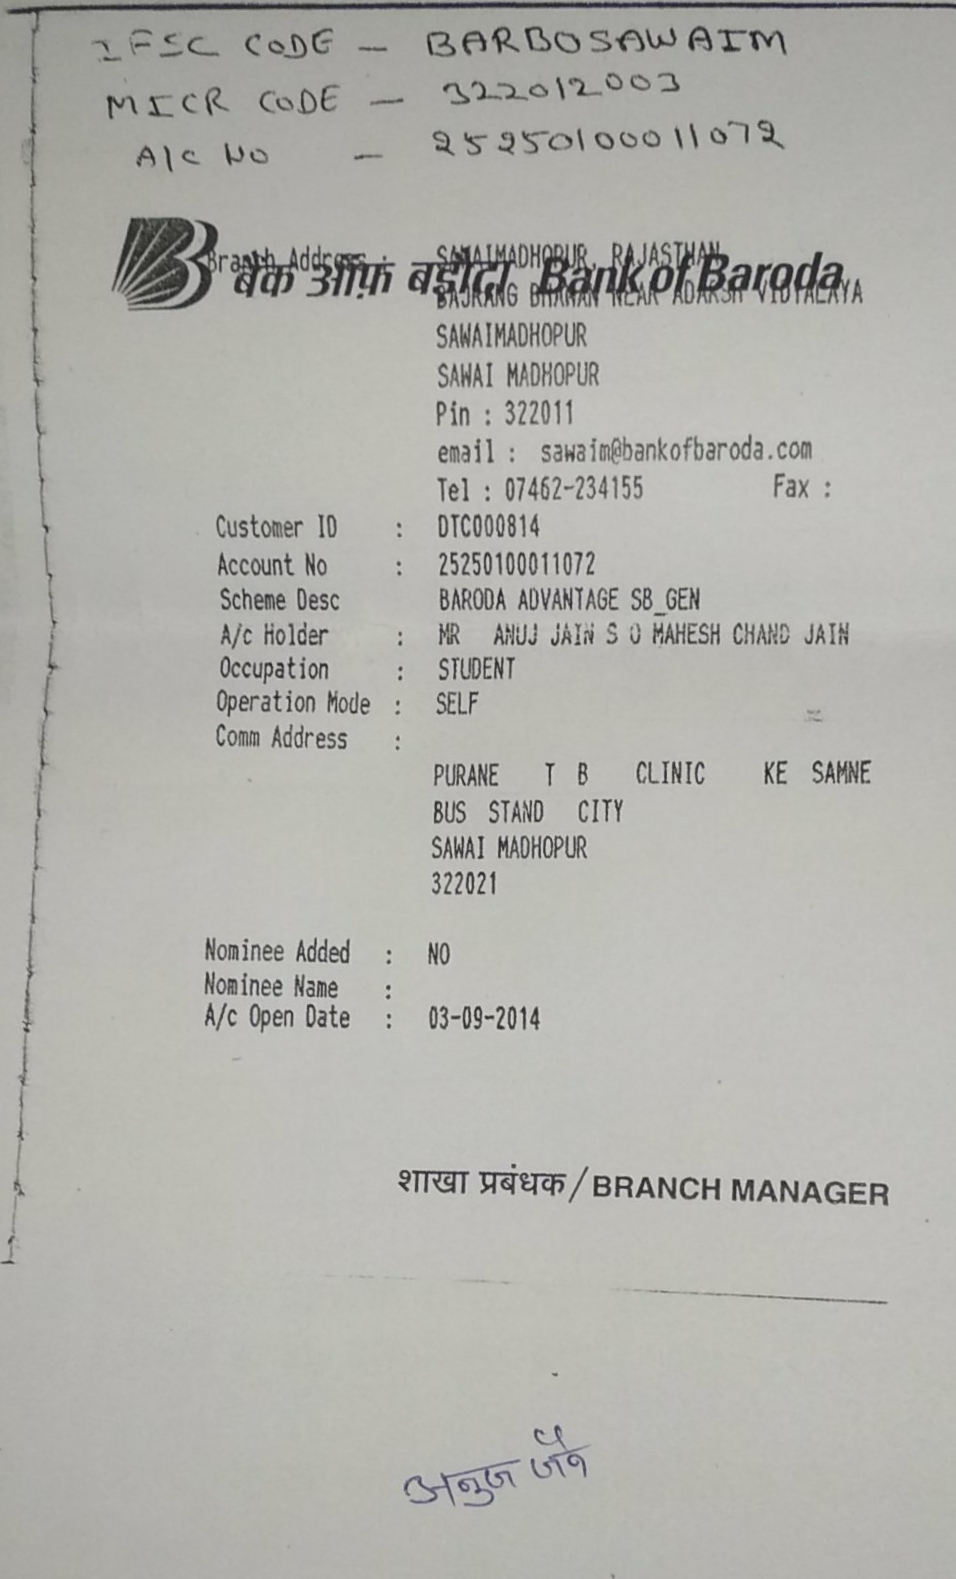 IFSC CODE - BARBOSAWAIM
MICR CODE - 322012003
A/C NO - 25250100011072
Branch Address : SAWAIMADHOPUR, RAJASTHAN
बैंक ऑफ़ बड़ौदा Bank of Baroda
BAJRANG BHAWAN NEAR ADARSH VIDYALAYA
SAWAIMADHOPUR
SAWAI MADHOPUR
Pin : 322011
email : sawaim@bankofbaroda.com
Tel : 07462-234155 Fax :
Customer ID : DTC000814
Account No : 25250100011072
Scheme Desc BARODA ADVANTAGE SB_GEN
A/c Holder : MR ANUJ JAIN S O MAHESH CHAND JAIN
Occupation : STUDENT
Operation Mode : SELF
Comm Address :
PURANE T B CLINIC KE SAMNE
BUS STAND CITY
SAWAI MADHOPUR
322021
Nominee Added : NO
Nominee Name :
A/c Open Date : 03-09-2014
शाखा प्रबंधक/BRANCH MANAGER
अनुज जैन